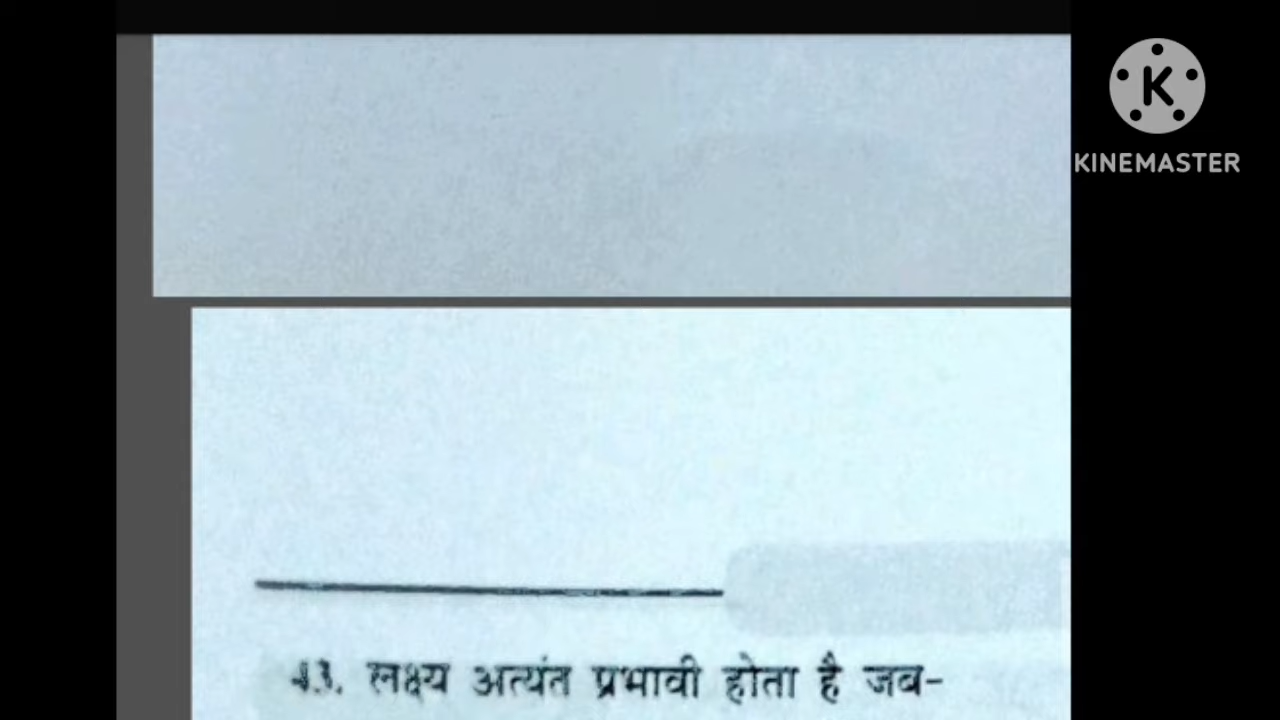 KINEMASTER
43. लक्ष्य अत्यंत प्रभावी होता है जब-